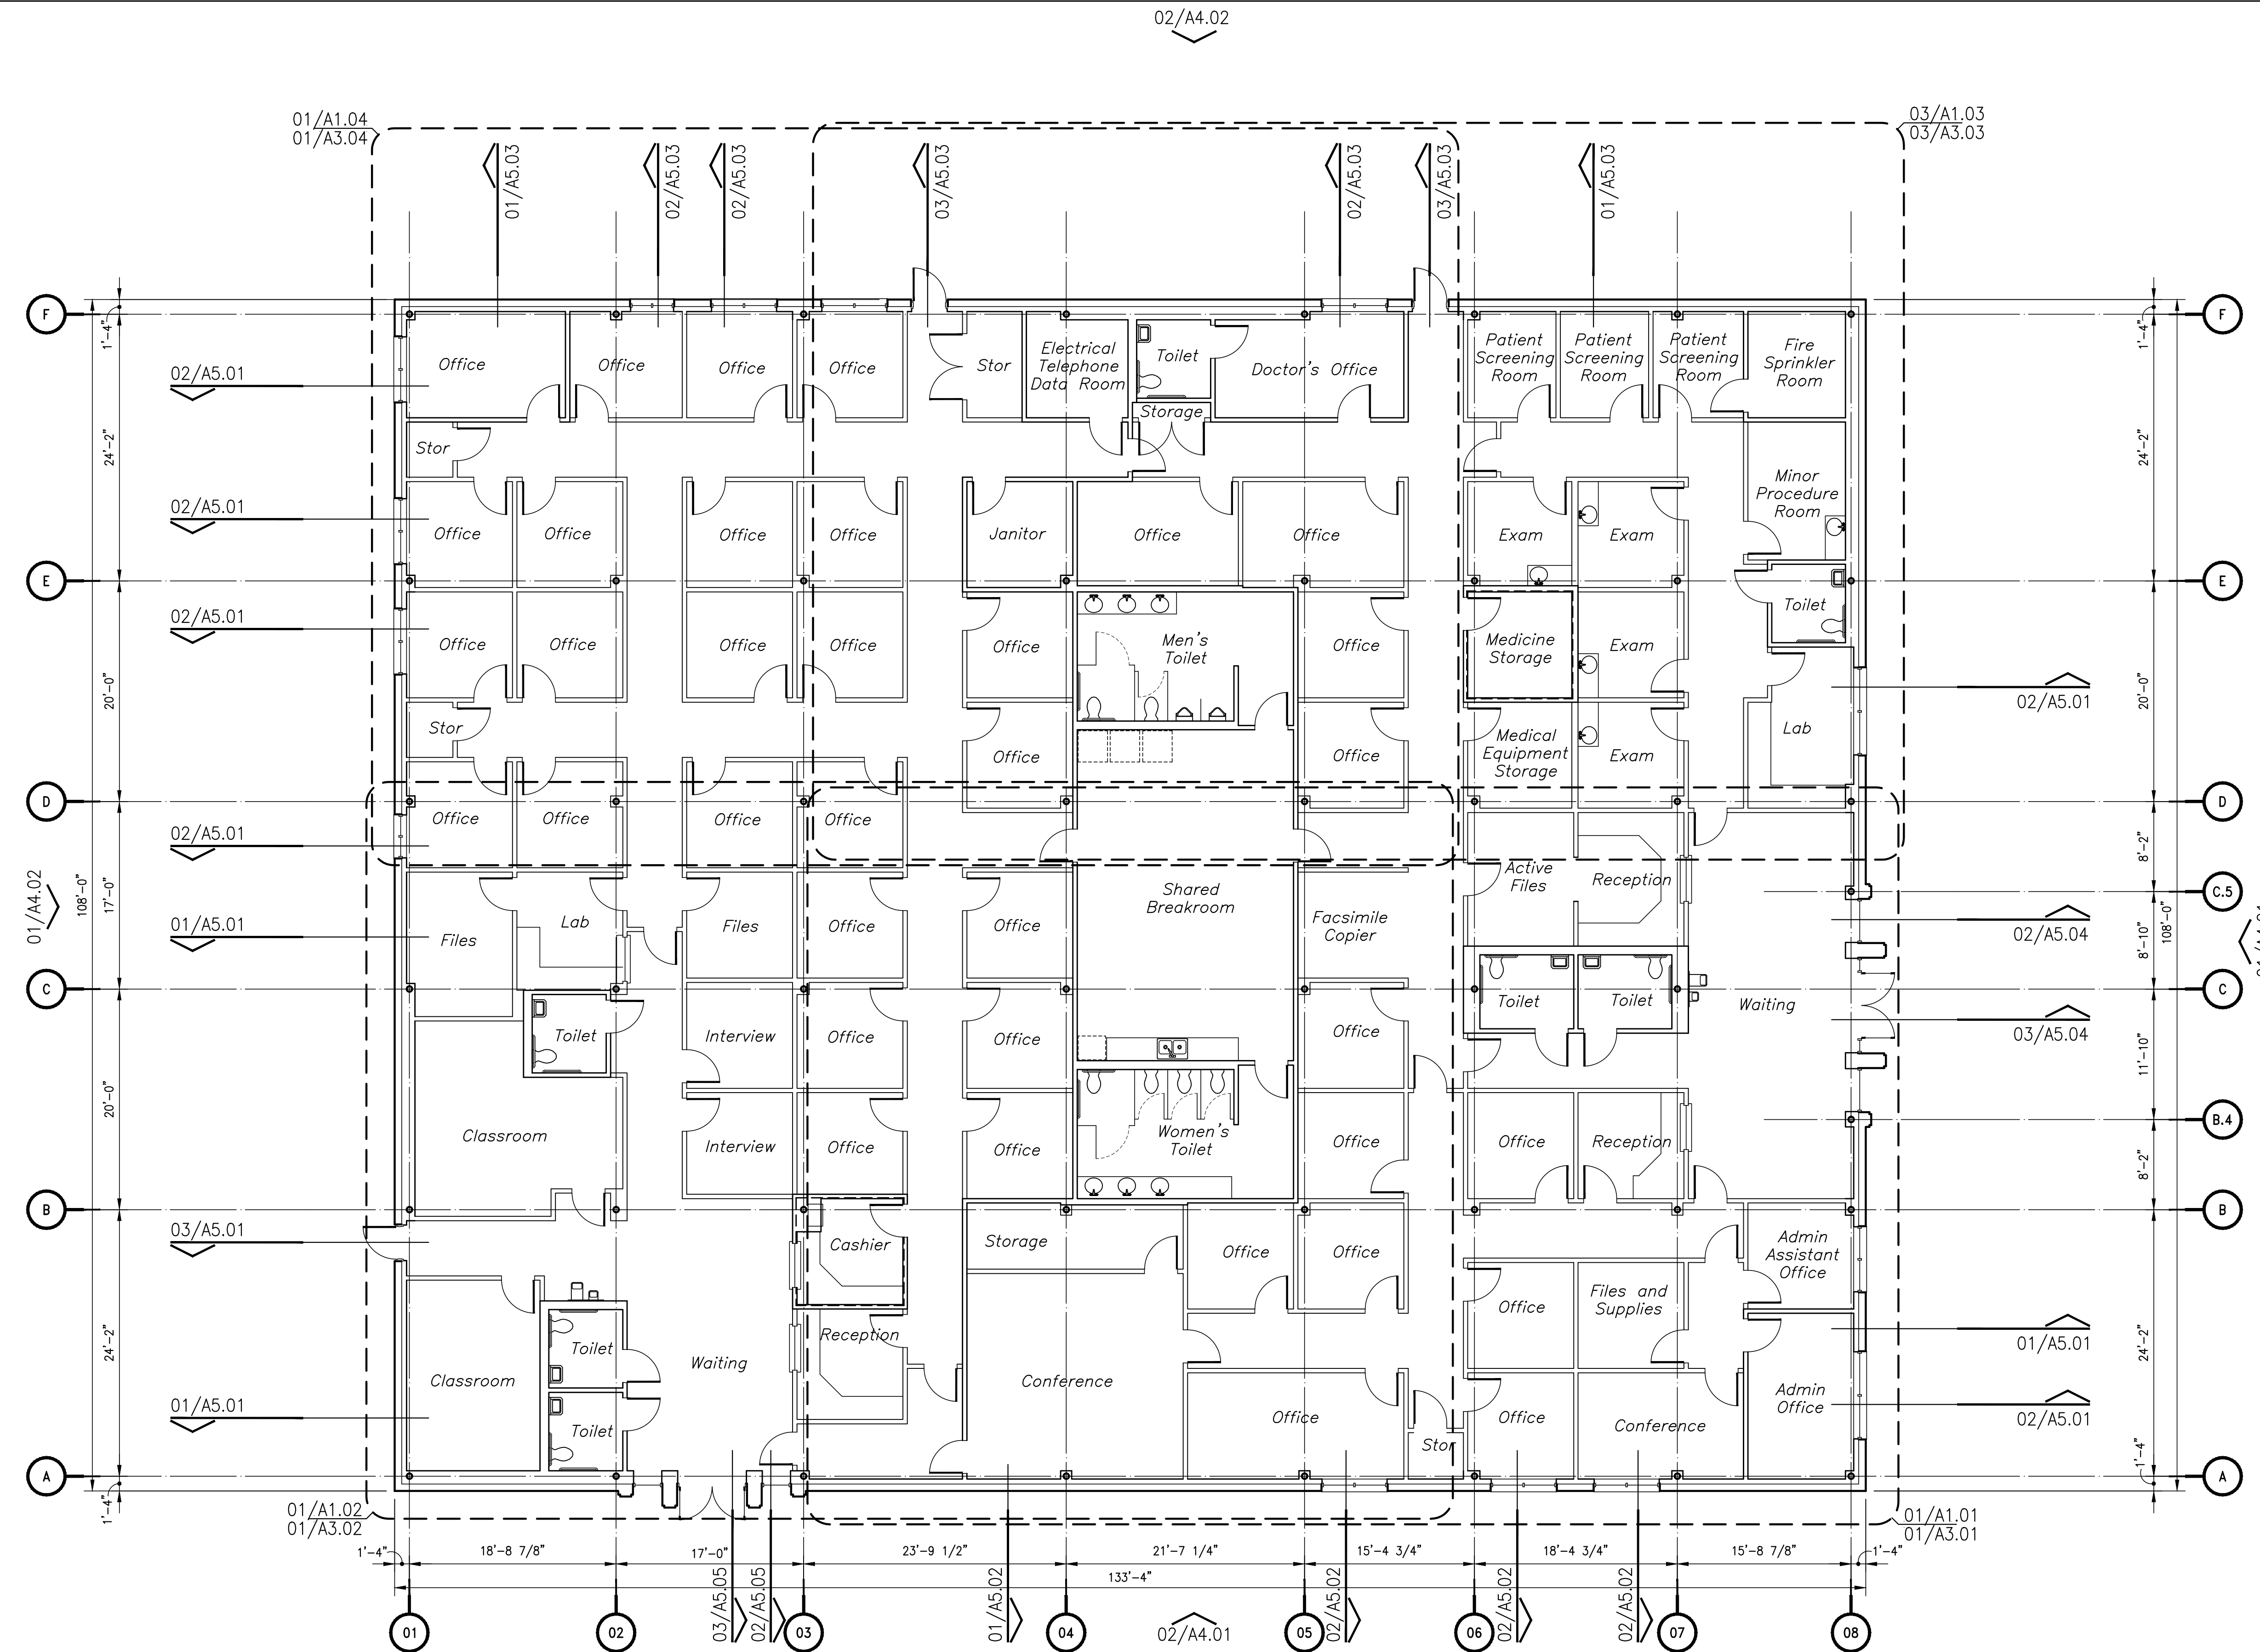 02/A4.02
01/A1.04
01/A3.04
03/A1.03
03/A3.03
01/A5.03
02/A5.03
02/A5.03
03/A5.03
02/A5.03
03/A5.03
01/A5.03
F
F
1'-4"
1'-4"
Office
Office
Office
Office
Stor
Electrical
Telephone
Data Room
Toilet
Doctor's Office
Patient
Screening
Room
Patient
Screening
Room
Patient
Screening
Room
Fire
Sprinkler
Room
02/A5.01
Storage
24'-2"
24'-2"
Stor
02/A5.01
Minor
Procedure
Room
Office
Office
Office
Office
Janitor
Office
Office
Exam
Exam
E
E
02/A5.01
Toilet
Office
Office
Office
Office
Office
Men's
Toilet
Office
Medicine
Storage
Exam
20'-0"
20'-0"
02/A5.01
Stor
Office
Office
Medical
Equipment
Storage
Exam
Lab
D
D
Office
Office
Office
Office
02/A5.01
8'-2"
01/A4.02
108'-0"
17'-0"
Active
Files
Reception
Shared
Breakroom
C.5
Files
Lab
Files
Office
Office
Facsimile
Copier
01/A5.01
02/A5.04
8'-10"
108'-0"
C
C
Toilet
Toilet
Waiting
03/A5.04
Toilet
Interview
Office
Office
Office
11'-10"
20'-0"
B.4
Classroom
Interview
Office
Office
Women's
Toilet
Office
Office
Reception
8'-2"
B
B
03/A5.01
Cashier
Storage
Office
Office
Admin
Assistant
Office
Office
Files and
Supplies
24'-2"
24'-2"
01/A5.01
Toilet
Waiting
Reception
Classroom
Conference
01/A5.01
02/A5.01
Toilet
Office
Stor
Office
Conference
Admin
Office
A
A
1'-4"
1'-4"
01/A1.02
01/A3.02
01/A1.01
01/A3.01
1'-4"
18'-8 7/8"
17'-0"
23'-9 1/2"
21'-7 1/4"
15'-4 3/4"
18'-4 3/4"
15'-8 7/8"
1'-4"
133'-4"
03/A5.05
02/A5.05
01/A5.02
02/A5.02
02/A5.02
02/A5.02
02/A4.01
01
02
03
04
05
06
07
08